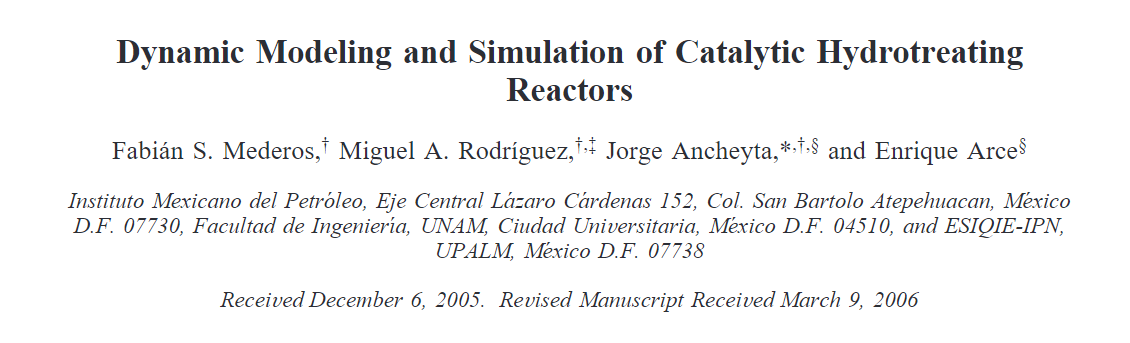 Dynamic Modeling and Simulation of Catalytic Hydrotreating
Reactors
Fabián S. Mederos,† Miguel A. Rodríguez,†,‡ Jorge Ancheyta,*,†,§ and Enrique Arce§
Instituto Mexicano del Petróleo, Eje Central Lázaro Cárdenas 152, Col. San Bartolo Atepehuacan, México
D.F. 07730, Facultad de Ingeniería, UNAM, Ciudad Universitaria, México D.F. 04510, and ESIQIE-IPN,
UPALM, México D.F. 07738
Received December 6, 2005. Revised Manuscript Received March 9, 2006